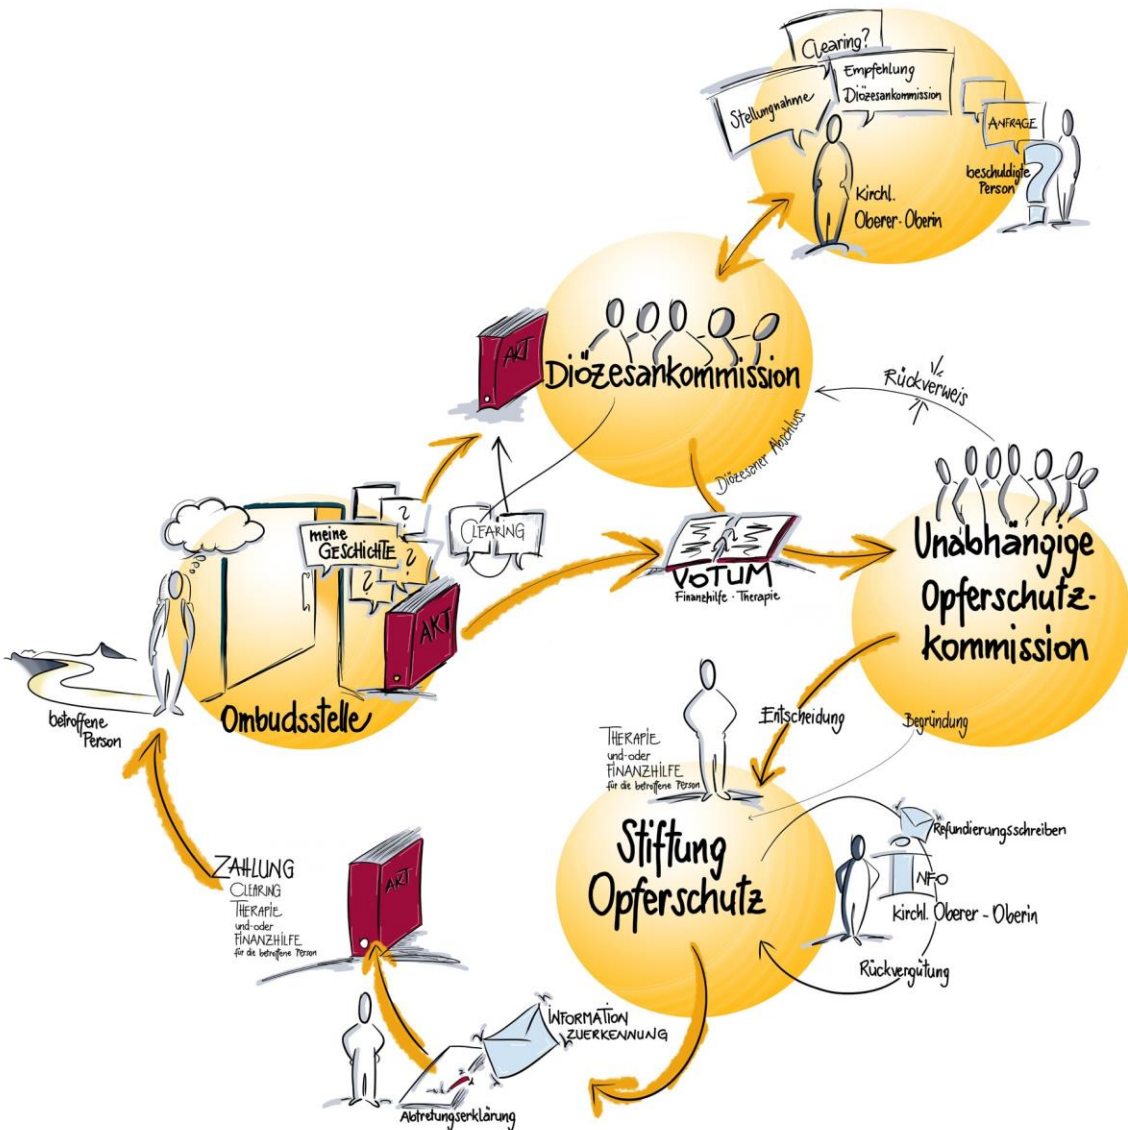 Clearing?
Empfehlung
Diözesankommission
Stellungnahme
ANFRAGE
beschuldigte
Person
?
Kirchl.
Oberer-Oberin
AKT
Diözesankommission
Rückverweis
Diözesaner Abschluss
CLEARING
?
?
?
meine
GESCHICHTE
AKT
VOTUM
Finanzhilfe · Therapie
Unabhängige
Opferschutz-
kommission
Ombudsstelle
betroffene
Person
Entscheidung
Begründung
THERAPIE
und-oder
FINANZHILFE
für die betroffene Person
Stiftung
Opferschutz
Refundierungsschreiben
INFO
Kirchl. Oberer - Oberin
Rückvergütung
ZAHLUNG
CLEARING
THERAPIE
und-oder
FINANZHILFE
für die betroffene Person
AKT
INFORMATION
ZUERKENNUNG
Abtretungserklärung